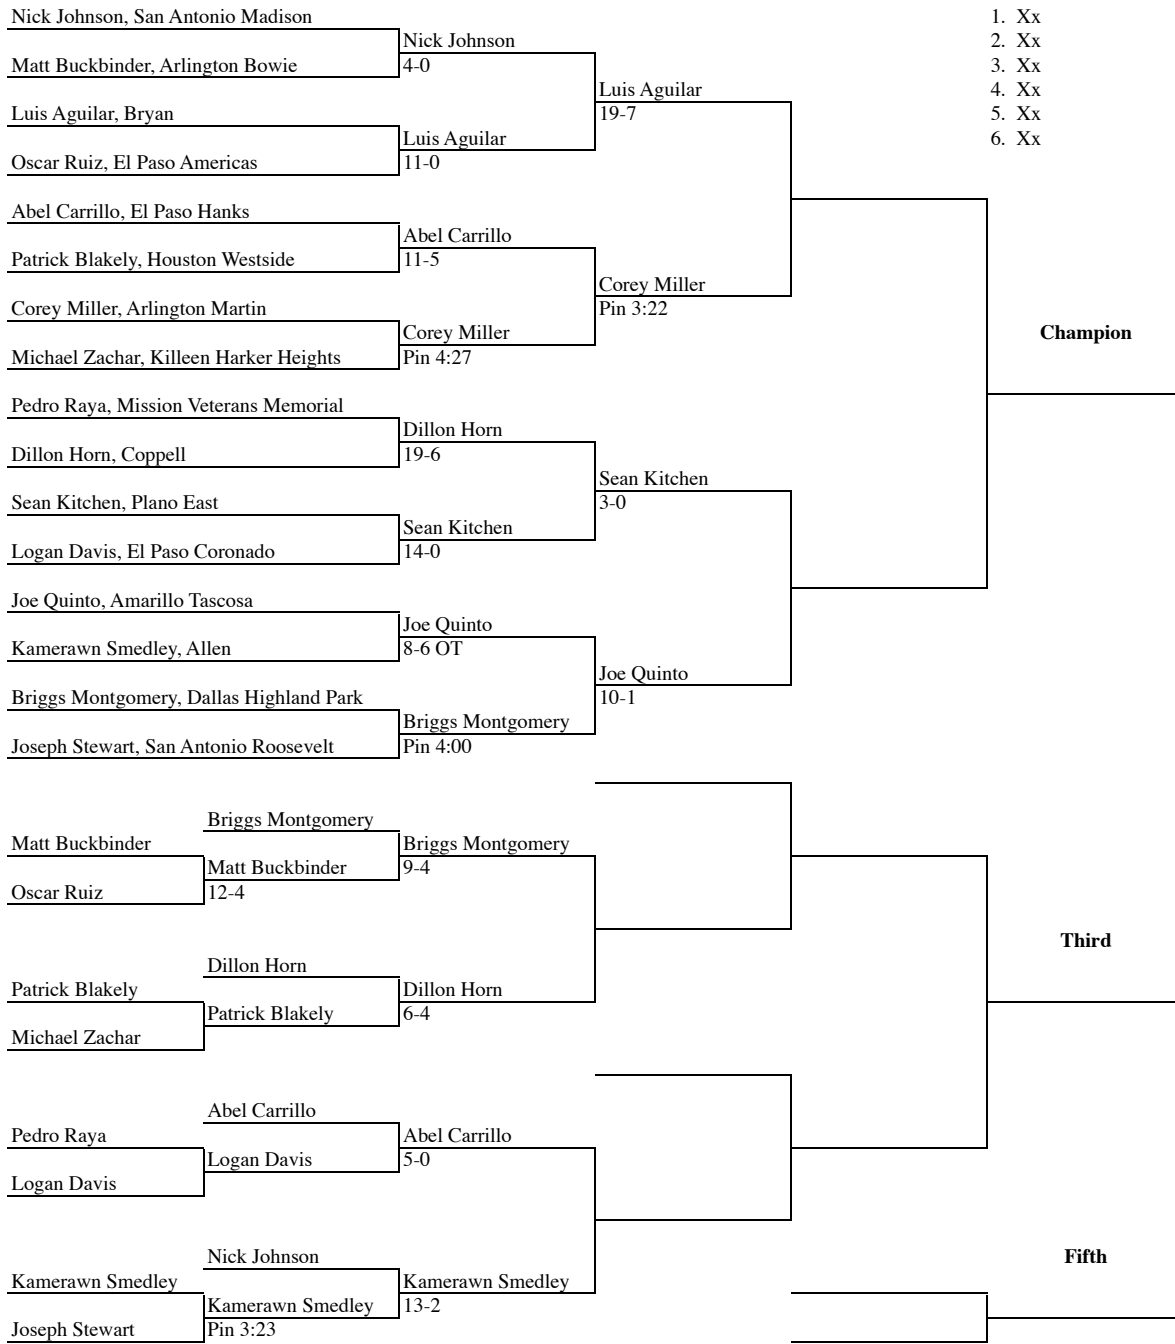 Nick Johnson, San Antonio Madison
Matt Buckbinder, Arlington Bowie
Luis Aguilar, Bryan
Oscar Ruiz, El Paso Americas
Abel Carrillo, El Paso Hanks
Patrick Blakely, Houston Westside
Corey Miller, Arlington Martin
Michael Zachar, Killeen Harker Heights
Pedro Raya, Mission Veterans Memorial
Dillon Horn, Coppell
Sean Kitchen, Plano East
Logan Davis, El Paso Coronado
Joe Quinto, Amarillo Tascosa
Kamerawn Smedley, Allen
Briggs Montgomery, Dallas Highland Park
Joseph Stewart, San Antonio Roosevelt
Nick Johnson
4-0
Luis Aguilar
11-0
Abel Carrillo
11-5
Corey Miller
Pin 4:27
Dillon Horn
19-6
Sean Kitchen
14-0
Joe Quinto
8-6 OT
Briggs Montgomery
Pin 4:00
Luis Aguilar
19-7
Corey Miller
Pin 3:22
Sean Kitchen
3-0
Joe Quinto
10-1
1. Xx
2. Xx
3. Xx
4. Xx
5. Xx
6. Xx
Champion
Matt Buckbinder
Oscar Ruiz
Patrick Blakely
Michael Zachar
Pedro Raya
Logan Davis
Kamerawn Smedley
Joseph Stewart
Briggs Montgomery
Matt Buckbinder
12-4
Dillon Horn
Patrick Blakely
Abel Carrillo
Logan Davis
Nick Johnson
Kamerawn Smedley
Pin 3:23
Briggs Montgomery
9-4
Dillon Horn
6-4
Abel Carrillo
5-0
Kamerawn Smedley
13-2
Third
Fifth